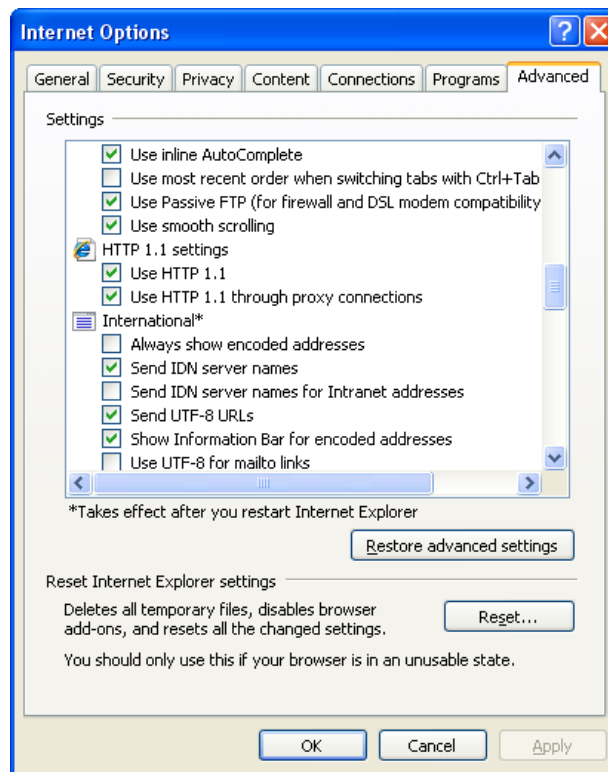 Internet Options
General Security Privacy Content Connections Programs Advanced
Settings
Use inline AutoComplete
Use most recent order when switching tabs with Ctrl+Tab
Use Passive FTP (for firewall and DSL modem compatibility
Use smooth scrolling
HTTP 1.1 settings
Use HTTP 1.1
Use HTTP 1.1 through proxy connections
International*
Always show encoded addresses
Send IDN server names
Send IDN server names for Intranet addresses
Send UTF-8 URLs
Show Information Bar for encoded addresses
Use UTF-8 for mailto links
*Takes effect after you restart Internet Explorer
Restore advanced settings
Reset Internet Explorer settings
Deletes all temporary files, disables browser
add-ons, and resets all the changed settings.
Reset...
You should only use this if your browser is in an unusable state.
OK Cancel Apply